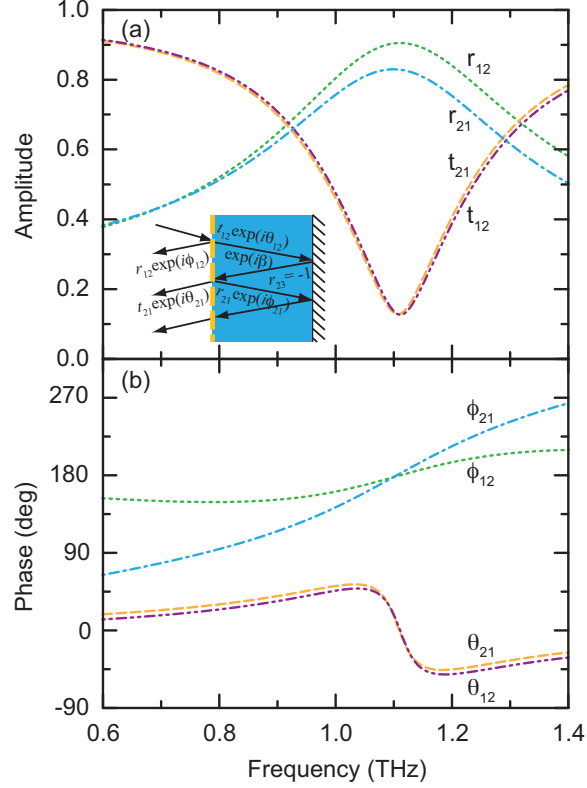 (a)
1.0
0.8
0.6
0.4
0.2
0.0
Amplitude
r12
r21
t21
t12
t12exp(iθ12)
r12exp(iϕ12)
exp(iβ)
r23= -1
t21exp(iθ21)
r21exp(iϕ21)
(b)
270
180
90
0
-90
Phase (deg)
ϕ21
ϕ12
θ21
θ12
0.6 0.8 1.0 1.2 1.4
Frequency (THz)